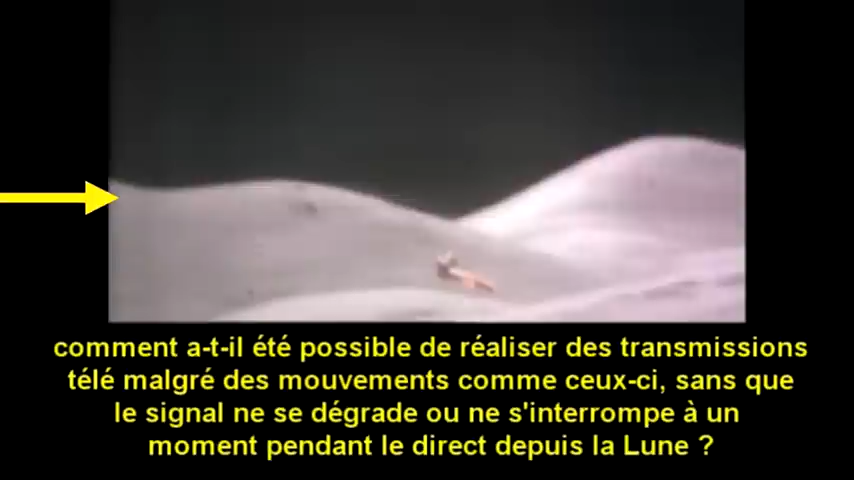 comment a-t-il été possible de réaliser des transmissions
télé malgré des mouvements comme ceux-ci, sans que
le signal ne se dégrade ou ne s'interrompe à un
moment pendant le direct depuis la Lune ?